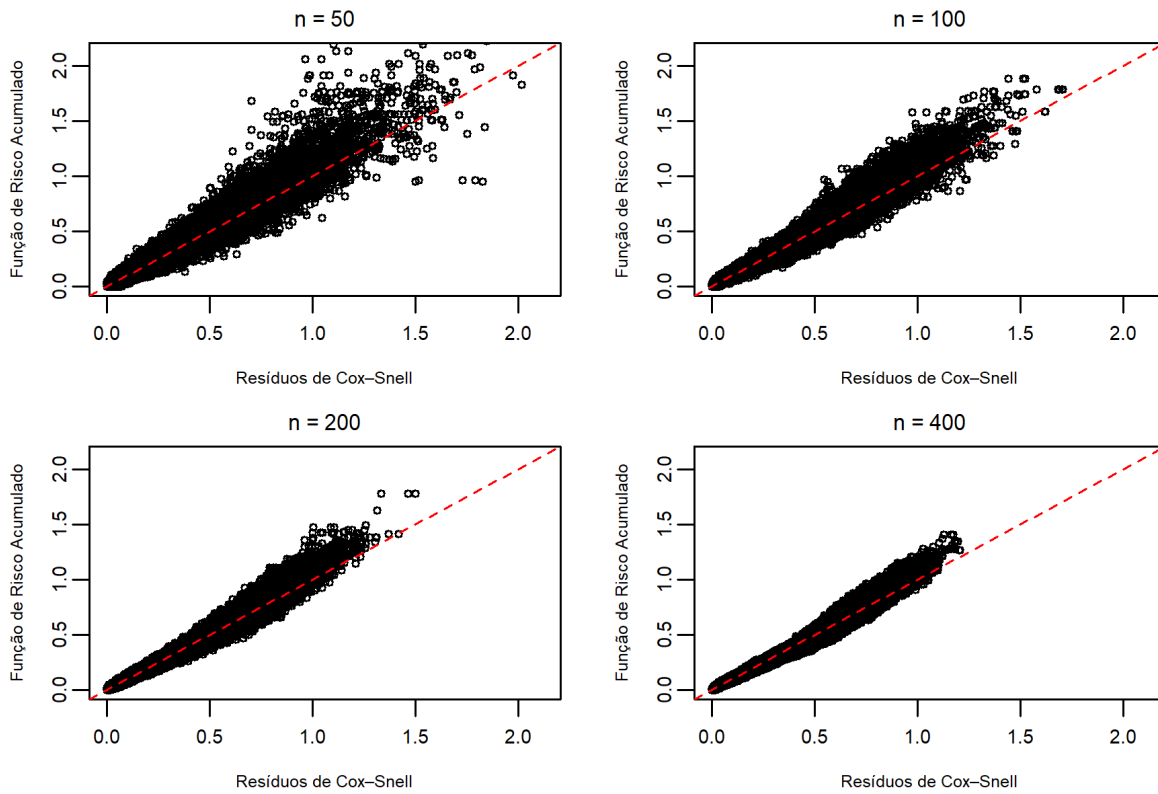 n = 50
Função de Risco Acumulado
0.0 0.5 1.0 1.5 2.0
0.0 0.5 1.0 1.5 2.0
Resíduos de Cox–Snell
n = 100
Função de Risco Acumulado
0.0 0.5 1.0 1.5 2.0
0.0 0.5 1.0 1.5 2.0
Resíduos de Cox–Snell
n = 200
Função de Risco Acumulado
0.0 0.5 1.0 1.5 2.0
0.0 0.5 1.0 1.5 2.0
Resíduos de Cox–Snell
n = 400
Função de Risco Acumulado
0.0 0.5 1.0 1.5 2.0
0.0 0.5 1.0 1.5 2.0
Resíduos de Cox–Snell